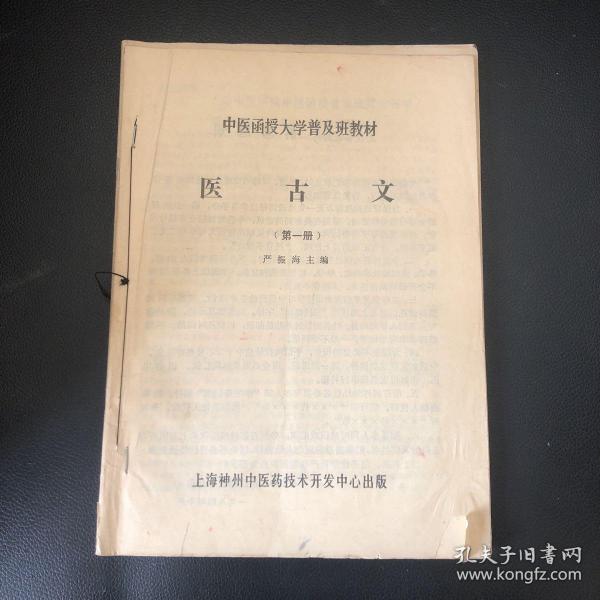 中医函授大学普及班教材
医古文
（第一册）
严振海主编
上海神州中医药技术开发中心出版
孔夫子旧书网
www.kongfz.com